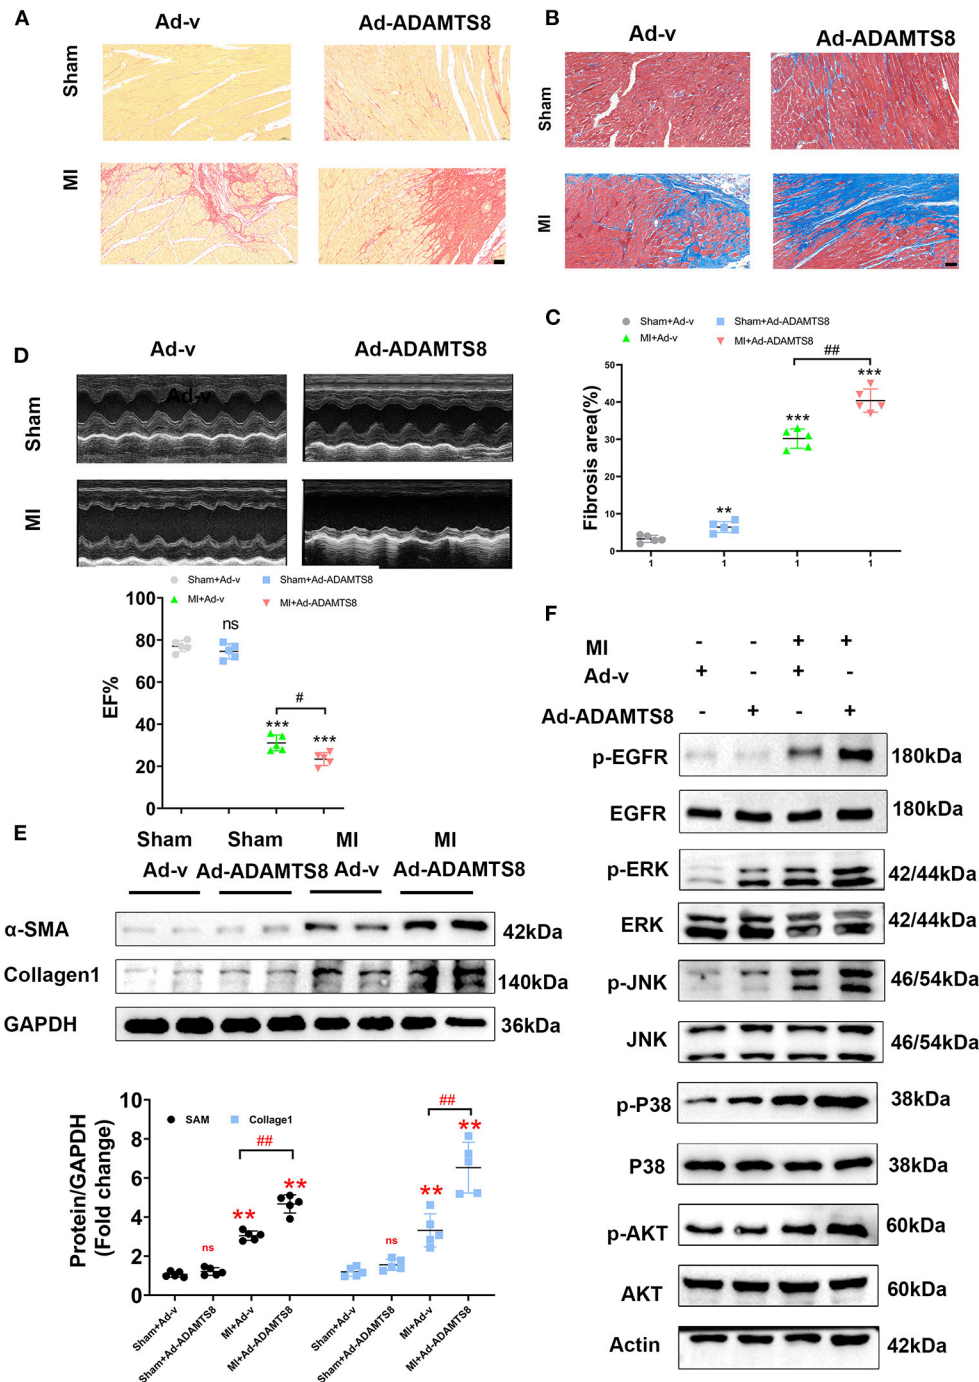 A
Ad-v
Ad-ADAMTS8
Sham
MI
B
Ad-v
Ad-ADAMTS8
Sham
MI
C
Sham+Ad-v
Sham+Ad-ADAMTS8
MI+Ad-v
MI+Ad-ADAMTS8
Fibrosis area(%)
60
40
30
20
10
0
**
***
##
***
1
1
1
1
D
Ad-v
Ad-ADAMTS8
Ad-v
Sham
MI
Sham+Ad-v
Sham+Ad-ADAMTS8
MI+Ad-v
MI+Ad-ADAMTS8
EF%
100
80
60
40
20
0
ns
***
#
***
E
Sham Sham MI MI
Ad-v Ad-ADAMTS8 Ad-v Ad-ADAMTS8
α-SMA 42kDa
Collagen1 140kDa
GAPDH 36kDa
Protein/GAPDH
(Fold change)
10
8
6
4
2
0
SAM
Collage1
ns
**
##
**
ns
**
##
**
Sham+Ad-v
Sham+Ad-ADAMTS8
MI+Ad-v
MI+Ad-ADAMTS8
Sham+Ad-v
Sham+Ad-ADAMTS8
MI+Ad-v
MI+Ad-ADAMTS8
F
MI - - + +
Ad-v + - + -
Ad-ADAMTS8 - + - +
p-EGFR 180kDa
EGFR 180kDa
p-ERK 42/44kDa
ERK 42/44kDa
p-JNK 46/54kDa
JNK 46/54kDa
p-P38 38kDa
P38 38kDa
p-AKT 60kDa
AKT 60kDa
Actin 42kDa